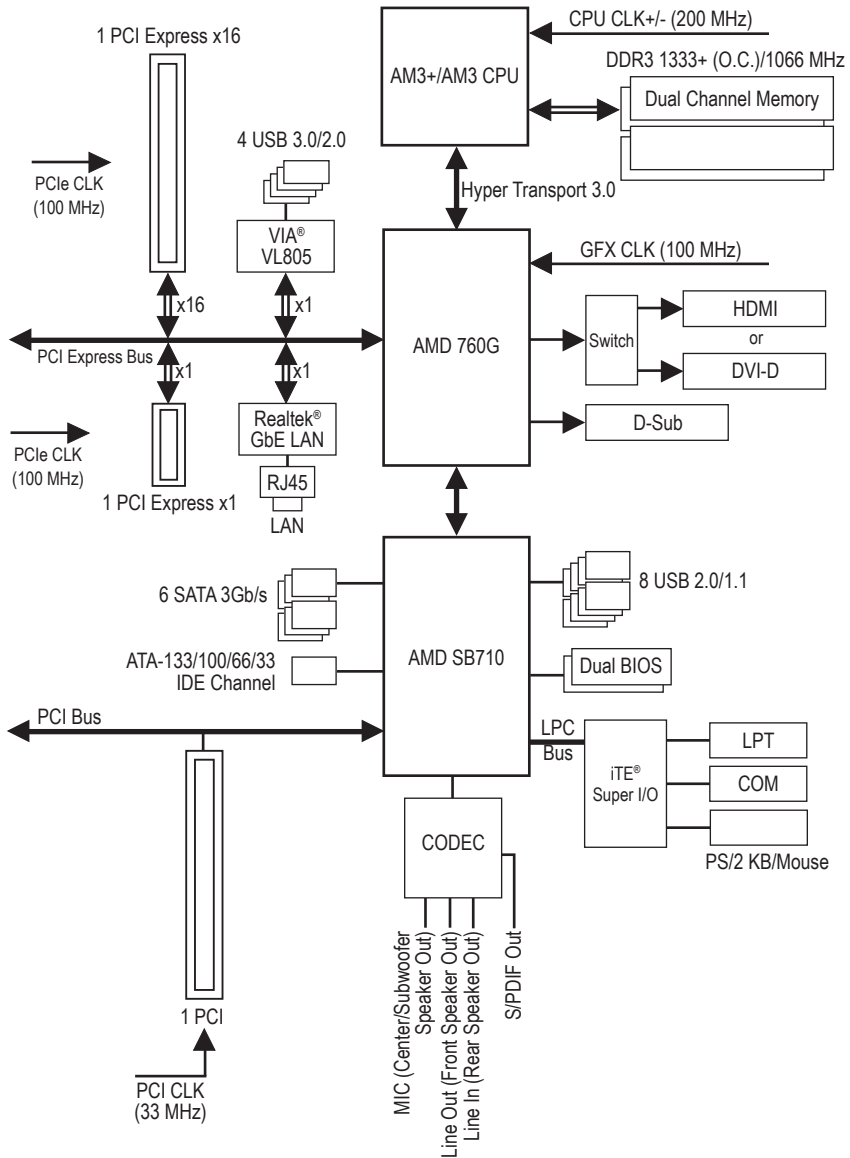 1 PCI Express x16
CPU CLK+/- (200 MHz)
AM3+/AM3 CPU
DDR3 1333+ (O.C.)/1066 MHz
Dual Channel Memory
4 USB 3.0/2.0
PCIe CLK
(100 MHz)
Hyper Transport 3.0
VIA®
VL805
GFX CLK (100 MHz)
x16
x1
HDMI
PCI Express Bus
AMD 760G
Switch
or
x1
x1
DVI-D
Realtek®
GbE LAN
D-Sub
PCIe CLK
(100 MHz)
RJ45
1 PCI Express x1
LAN
6 SATA 3Gb/s
8 USB 2.0/1.1
ATA-133/100/66/33
IDE Channel
AMD SB710
Dual BIOS
PCI Bus
LPC
Bus
LPT
iTE®
Super I/O
COM
CODEC
PS/2 KB/Mouse
MIC (Center/Subwoofer
Speaker Out)
Line Out (Front Speaker Out)
Line In (Rear Speaker Out)
S/PDIF Out
1 PCI
PCI CLK
(33 MHz)